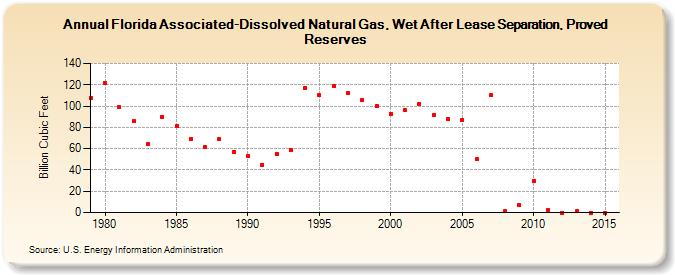 Annual Florida Associated-Dissolved Natural Gas, Wet After Lease Separation, Proved
Reserves
Billion Cubic Feet
140
120
100
80
60
40
20
0
1980 1985 1990 1995 2000 2005 2010 2015
Source: U.S. Energy Information Administration